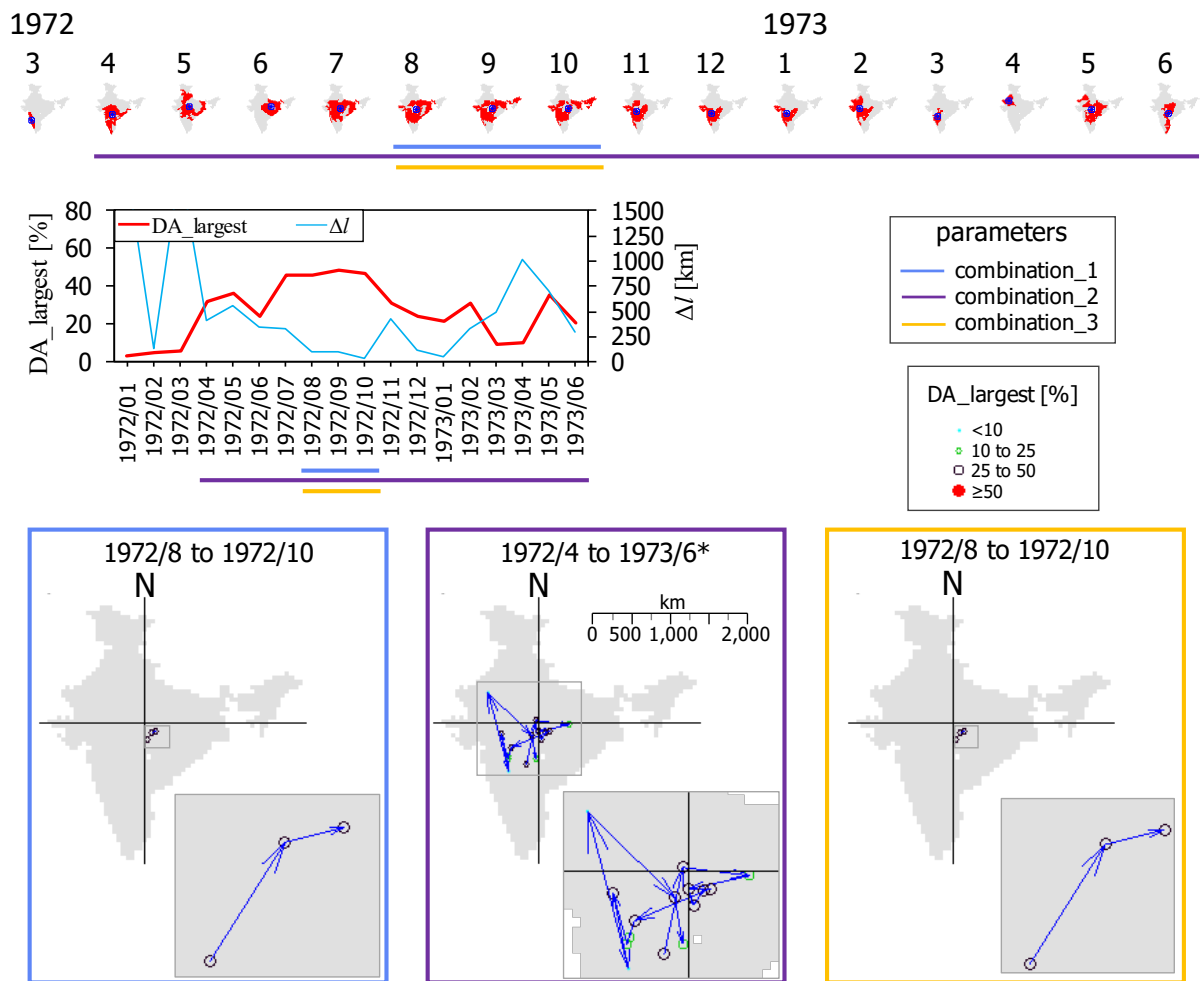 1972 1973
3 4 5 6 7 8 9 10 11 12 1 2 3 4 5 6
80 1500
DA_largest Δl
1250
60
1000
40 750
500
20
250
0 0
DA_largest [%]
Δl [km]
1972/01
1972/02
1972/03
1972/04
1972/05
1972/06
1972/07
1972/08
1972/09
1972/10
1972/11
1972/12
1973/01
1973/02
1973/03
1973/04
1973/05
1973/06
parameters
combination_1
combination_2
combination_3
DA_largest [%]
<10
10 to 25
25 to 50
≥50
1972/8 to 1972/10
N
1972/4 to 1973/6*
N
km
0 500 1,000 2,000
1972/8 to 1972/10
N